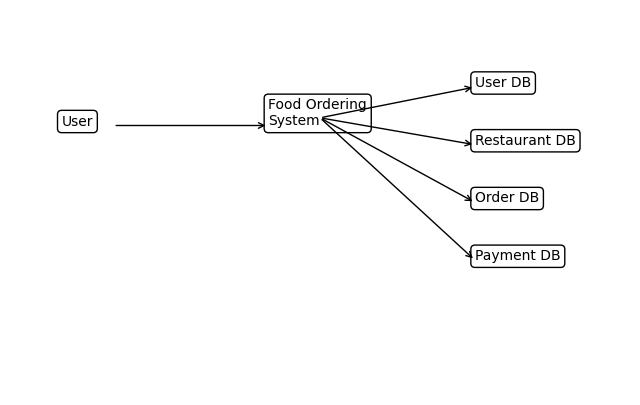 User
Food Ordering
System
User DB
Restaurant DB
Order DB
Payment DB